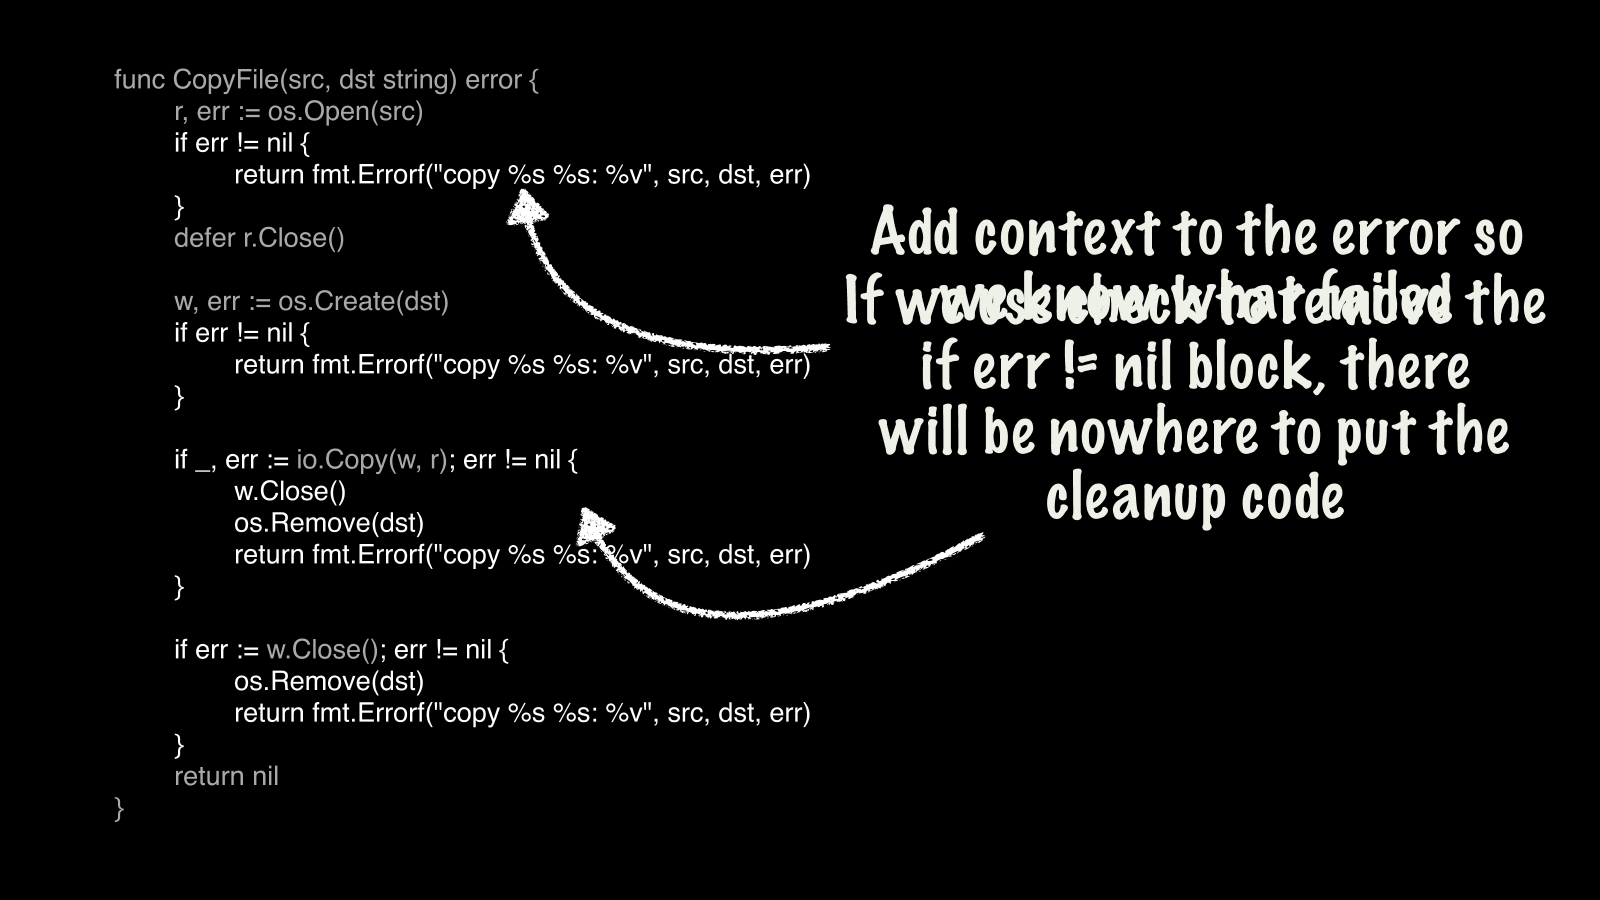 func CopyFile(src, dst string) error {
r, err := os.Open(src)
if err != nil {
return fmt.Errorf("copy %s %s: %v", src, dst, err)
}
defer r.Close()
w, err := os.Create(dst)
if err != nil {
return fmt.Errorf("copy %s %s: %v", src, dst, err)
}
if _, err := io.Copy(w, r); err != nil {
w.Close()
os.Remove(dst)
return fmt.Errorf("copy %s %s: %v", src, dst, err)
}
if err := w.Close(); err != nil {
os.Remove(dst)
return fmt.Errorf("copy %s %s: %v", src, dst, err)
}
return nil
}
Add context to the error so
we know what failed
If we use check to remove the
if err != nil block, there
will be nowhere to put the
cleanup code